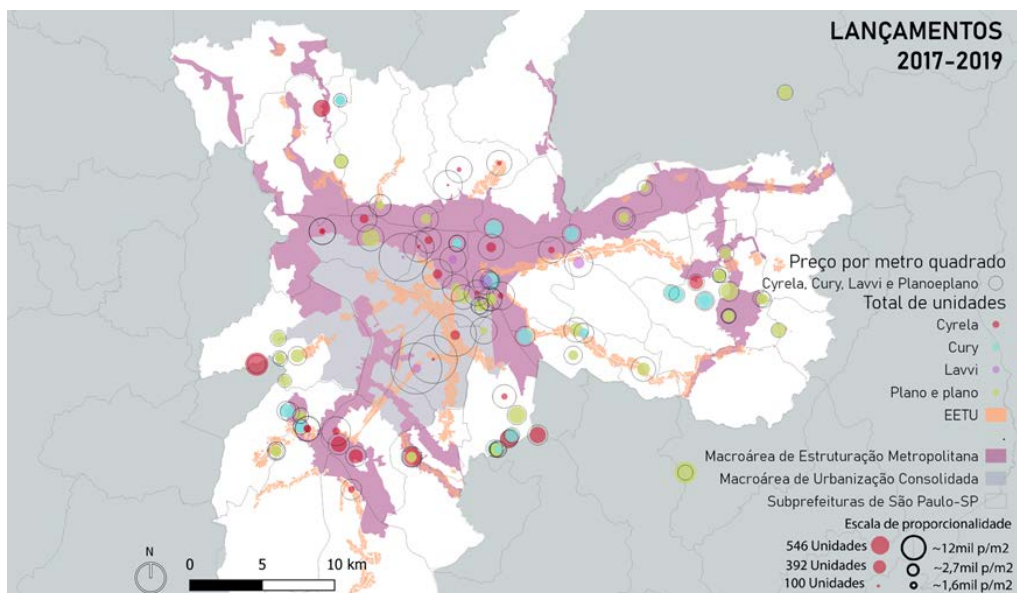 LANÇAMENTOS
2017-2019
Preço por metro quadrado
Cyrela, Cury, Lavvi e Planoeplano
Total de unidades
Cyrela
Cury
Lavvi
Plano e plano
EETU
Macroárea de Estruturação Metropolitana
Macroárea de Urbanização Consolidada
Subprefeituras de São Paulo-SP
Escala de proporcionalidade
546 Unidades ~12mil p/m2
392 Unidades ~2,7mil p/m2
100 Unidades ~1,6mil p/m2
N
0 5 10 km